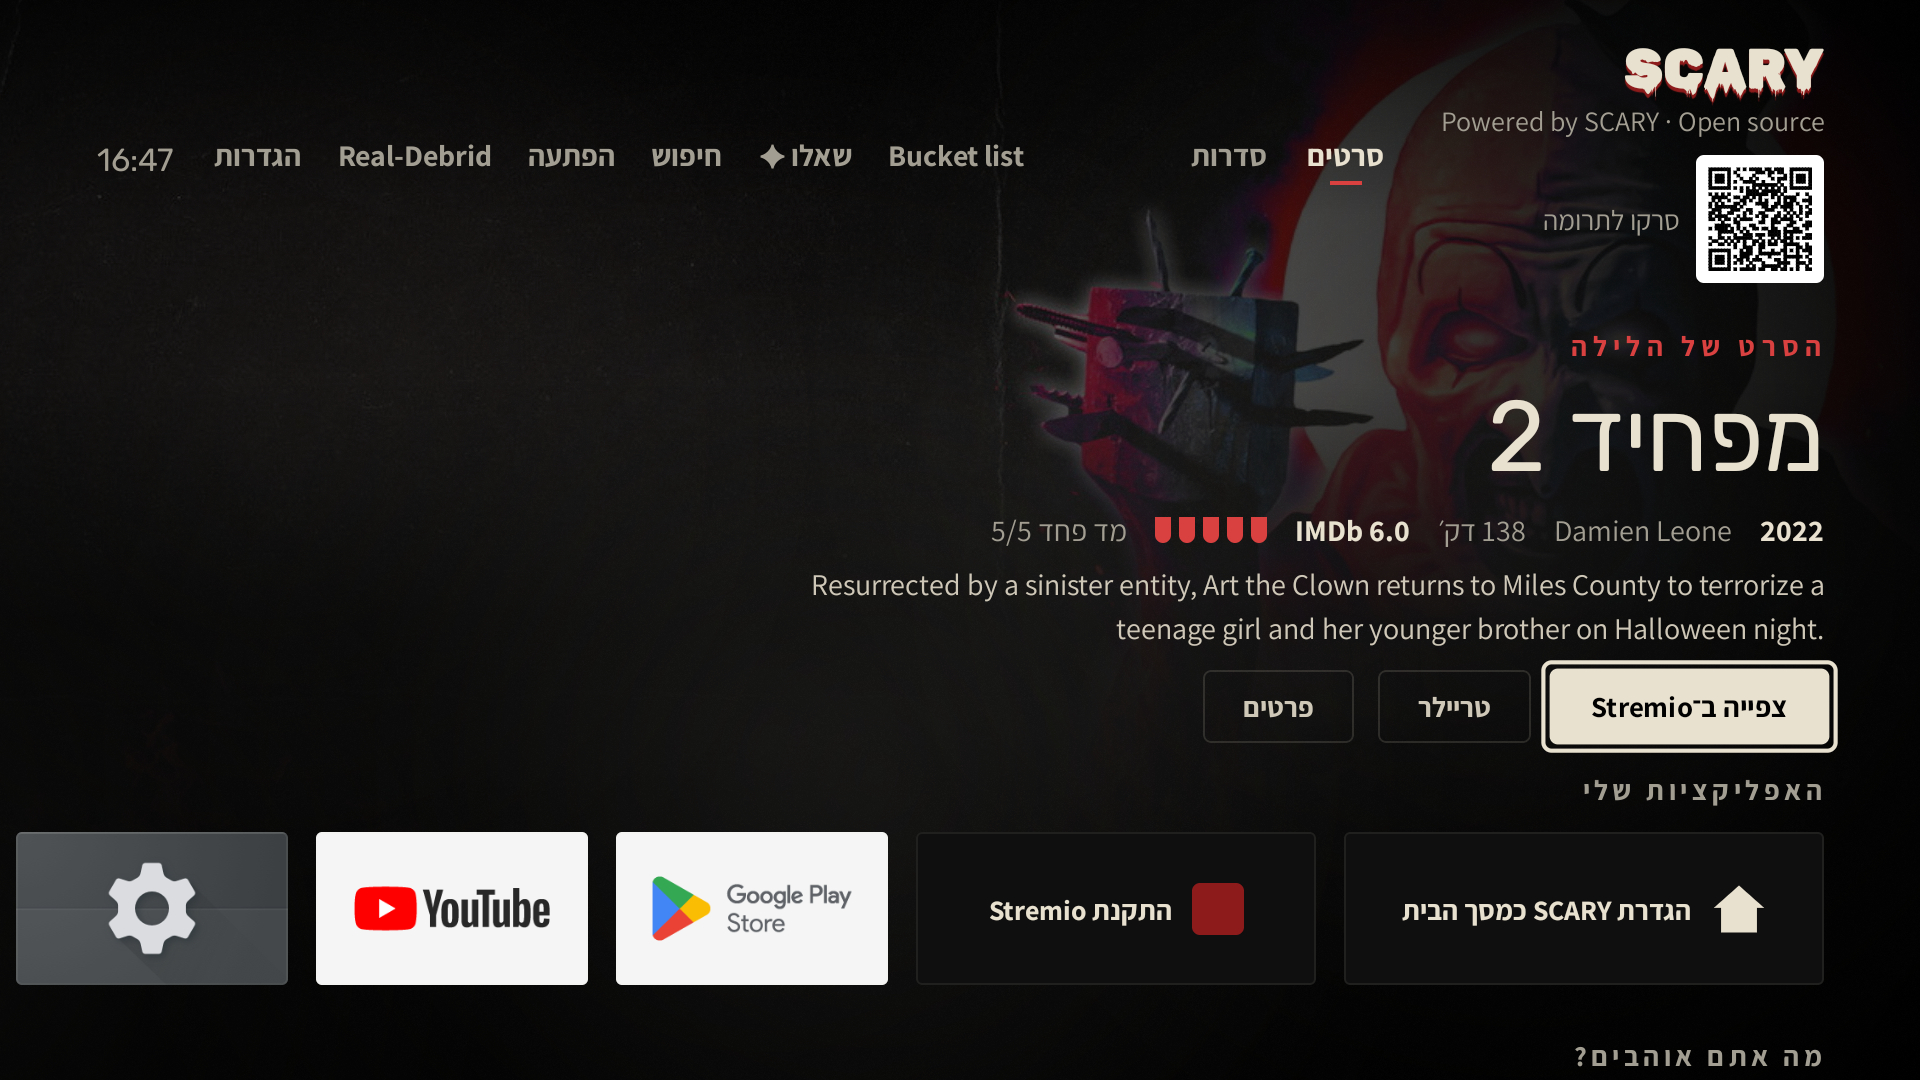 SCARY
Powered by SCARY · Open source
סרטים
סדרות
Bucket list
שאלו ✦
חיפוש
הפתעה
Real-Debrid
הגדרות
16:47
סרקו לתרומה
הסרט של הלילה
מפחיד 2
2022 Damien Leone 138 דק׳ IMDb 6.0 מד פחד 5/5
Resurrected by a sinister entity, Art the Clown returns to Miles County to terrorize a
teenage girl and her younger brother on Halloween night.
צפייה ב־Stremio
טריילר
פרטים
האפליקציות שלי
הגדרת SCARY כמסך הבית
התקנת Stremio
Google Play
Store
YouTube
מה אתם אוהבים?